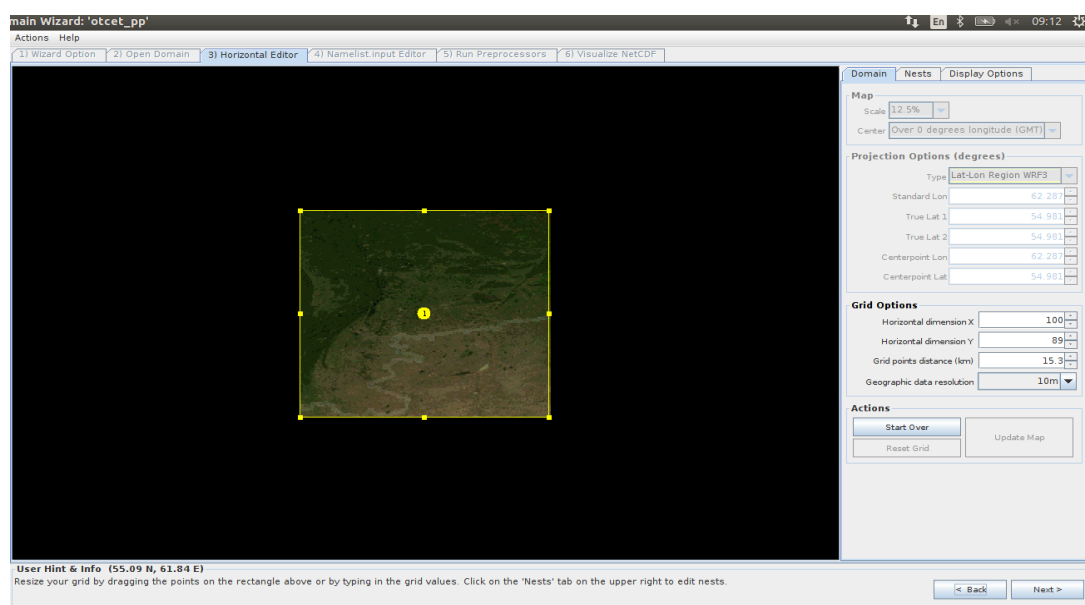 main Wizard: 'otcet_pp'
En
09:12
Actions Help
1) Wizard Option 2) Open Domain 3) Horizontal Editor 4) Namelist.input Editor 5) Run Preprocessors 6) Visualize NetCDF
Domain Nests Display Options
Map
Scale 12.5%
Center Over 0 degrees longitude (GMT)
Projection Options (degrees)
Type Lat-Lon Region WRF3
Standard Lon 62.287
True Lat 1 54.981
True Lat 2 54.981
Centerpoint Lon 62.287
Centerpoint Lat 54.981
1
Grid Options
Horizontal dimension X 100
Horizontal dimension Y 89
Grid points distance (km) 15.3
Geographic data resolution 10m
Actions
Start Over
Update Map
Reset Grid
User Hint & Info (55.09 N, 61.84 E)
Resize your grid by dragging the points on the rectangle above or by typing in the grid values. Click on the 'Nests' tab on the upper right to edit nests.
< Back Next >